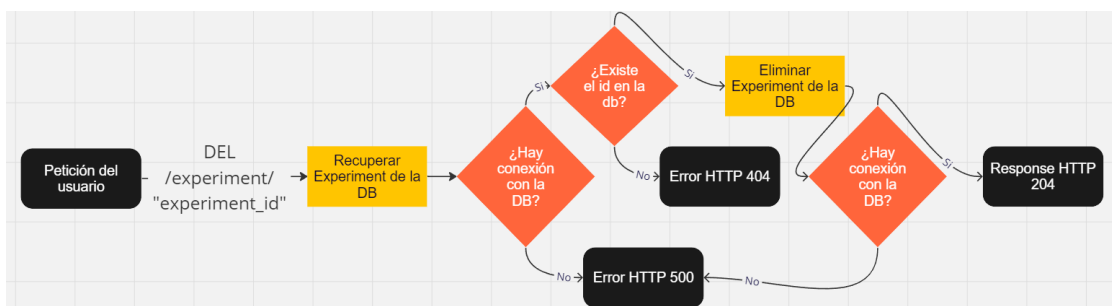 Petición del
usuario
DEL
/experiment/
"experiment_id"
Recuperar
Experiment de la
DB
¿Hay
conexión
con la
DB?
Si
¿Existe
el id en la
db?
Si
Eliminar
Experiment de la
DB
No
Error HTTP 404
¿Hay
conexión
con la
DB?
Si
Response HTTP
204
No
Error HTTP 500
No